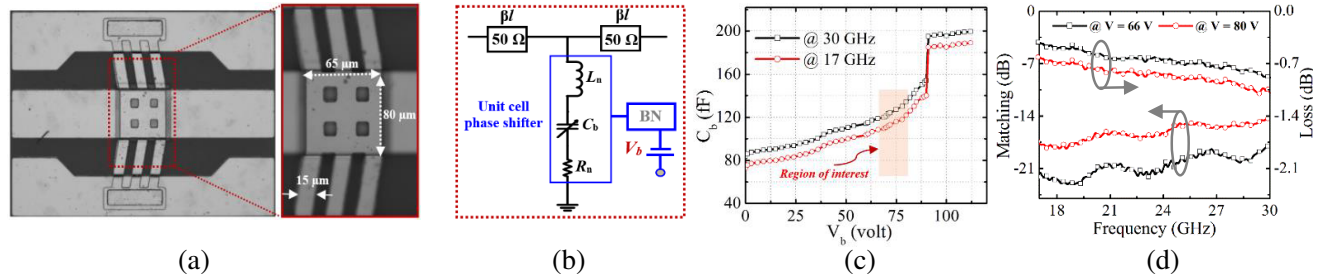 65 µm
80 µm
15 µm
(a)
βl
βl
50 Ω
50 Ω
Ln
Unit cell
phase shifter
Cb
Rn
BN
Vb
(b)
200
160
120
80
40
0
25
50
75
100
Cb (fF)
Vb (volt)
@ 30 GHz
@ 17 GHz
Region of interest
(c)
@ V = 66 V
@ V = 80 V
0
-7
-14
-21
Matching (dB)
0.0
-0.7
-1.4
-2.1
Loss (dB)
18
21
24
27
30
Frequency (GHz)
(d)